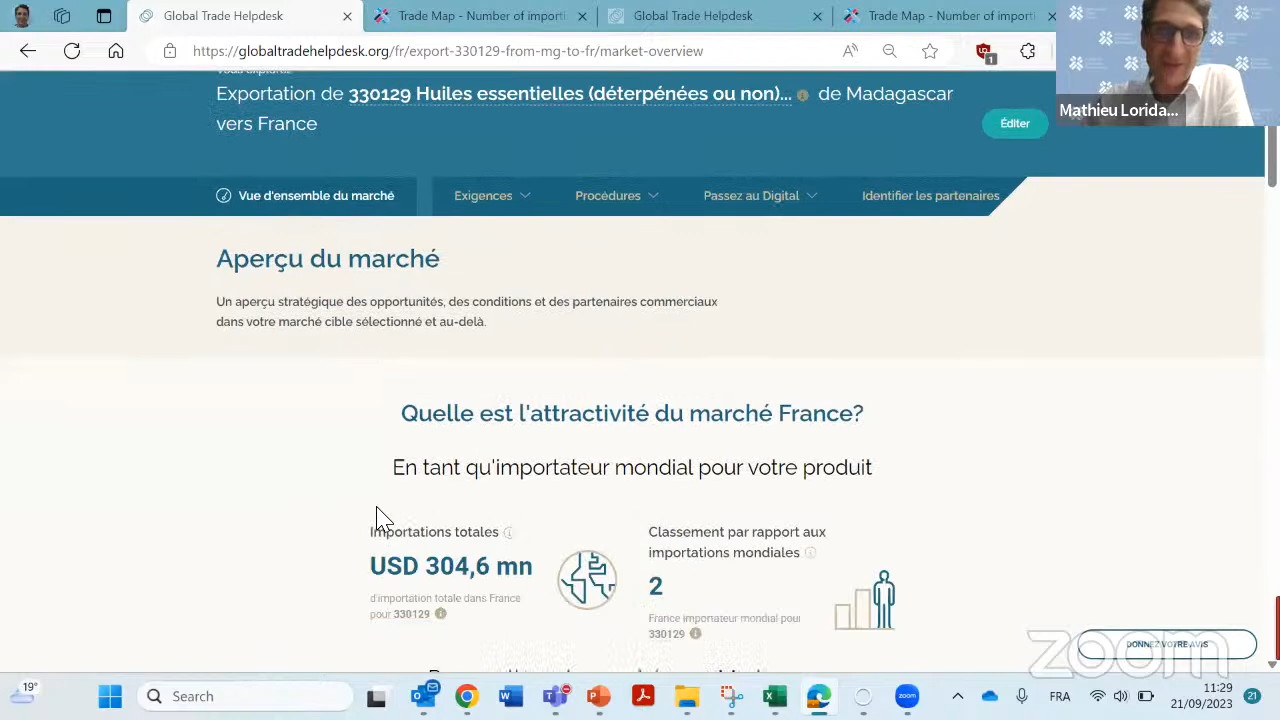 Global Trade Helpdesk
Trade Map - Number of importi
Global Trade Helpdesk
Trade Map - Number of importi
https://globaltradehelpdesk.org/fr/export-330129-from-mg-to-fr/market-overview
1
Mathieu Lorida...
Vous explorez
Exportation de 330129 Huiles essentielles (déterpénées ou non)... de Madagascar
vers France
Éditer
Vue d'ensemble du marché
Exigences
Procédures
Passez au Digital
Identifier les partenaires
Aperçu du marché
Un aperçu stratégique des opportunités, des conditions et des partenaires commerciaux
dans votre marché cible sélectionné et au-delà.
Quelle est l'attractivité du marché France?
En tant qu'importateur mondial pour votre produit
Importations totales
USD 304,6 mn
d'importation totale dans France
pour 330129
Classement par rapport aux
importations mondiales
2
France importateur mondial pour
330129
DONNEZ VOTRE AVIS
zoom
19°
Search
zoom
FRA
11:29
21/09/2023
21